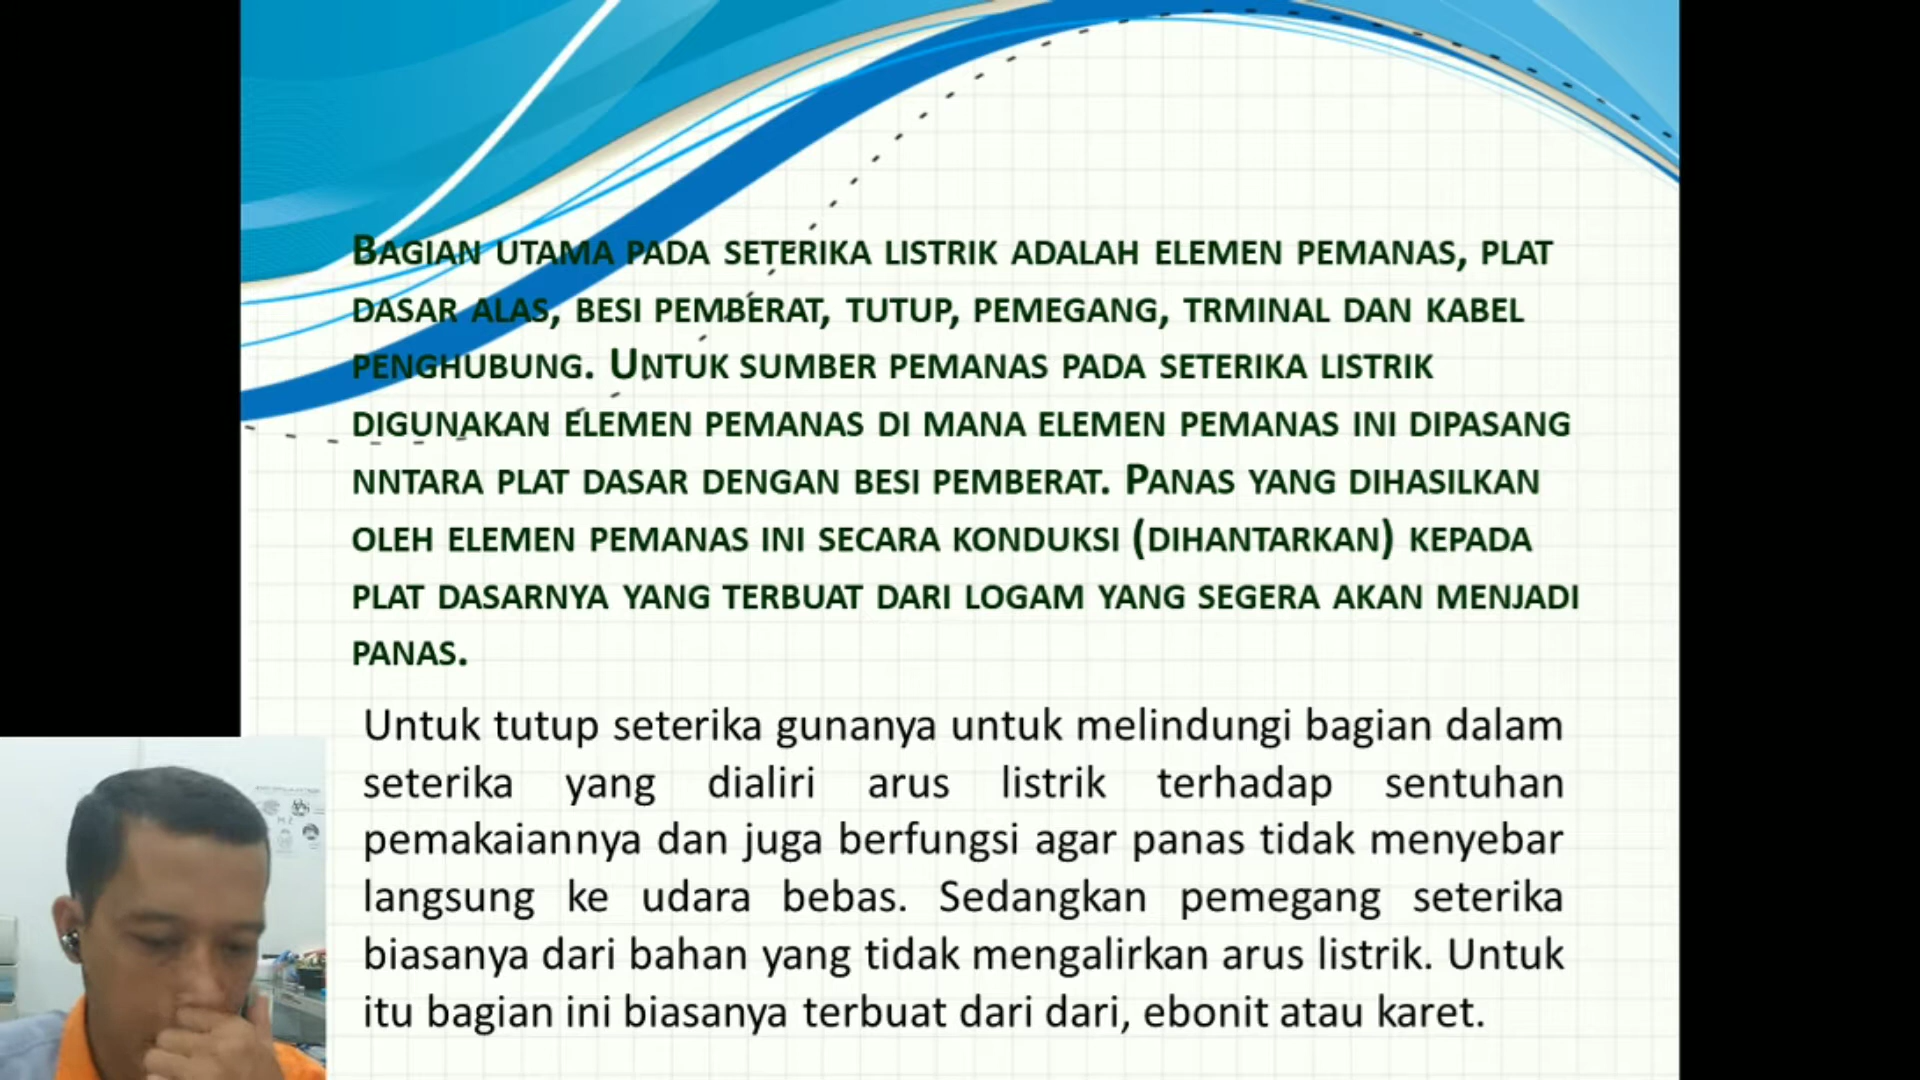 Bagian utama pada seterika listrik adalah elemen pemanas, plat
dasar alas, besi pemberat, tutup, pemegang, trminal dan kabel
penghubung. Untuk sumber pemanas pada seterika listrik
digunakan elemen pemanas di mana elemen pemanas ini dipasang
nntara plat dasar dengan besi pemberat. Panas yang dihasilkan
oleh elemen pemanas ini secara konduksi (dihantarkan) kepada
plat dasarnya yang terbuat dari logam yang segera akan menjadi
panas.
Untuk tutup seterika gunanya untuk melindungi bagian dalam
seterika yang dialiri arus listrik terhadap sentuhan
pemakaiannya dan juga berfungsi agar panas tidak menyebar
langsung ke udara bebas. Sedangkan pemegang seterika
biasanya dari bahan yang tidak mengalirkan arus listrik. Untuk
itu bagian ini biasanya terbuat dari dari, ebonit atau karet.